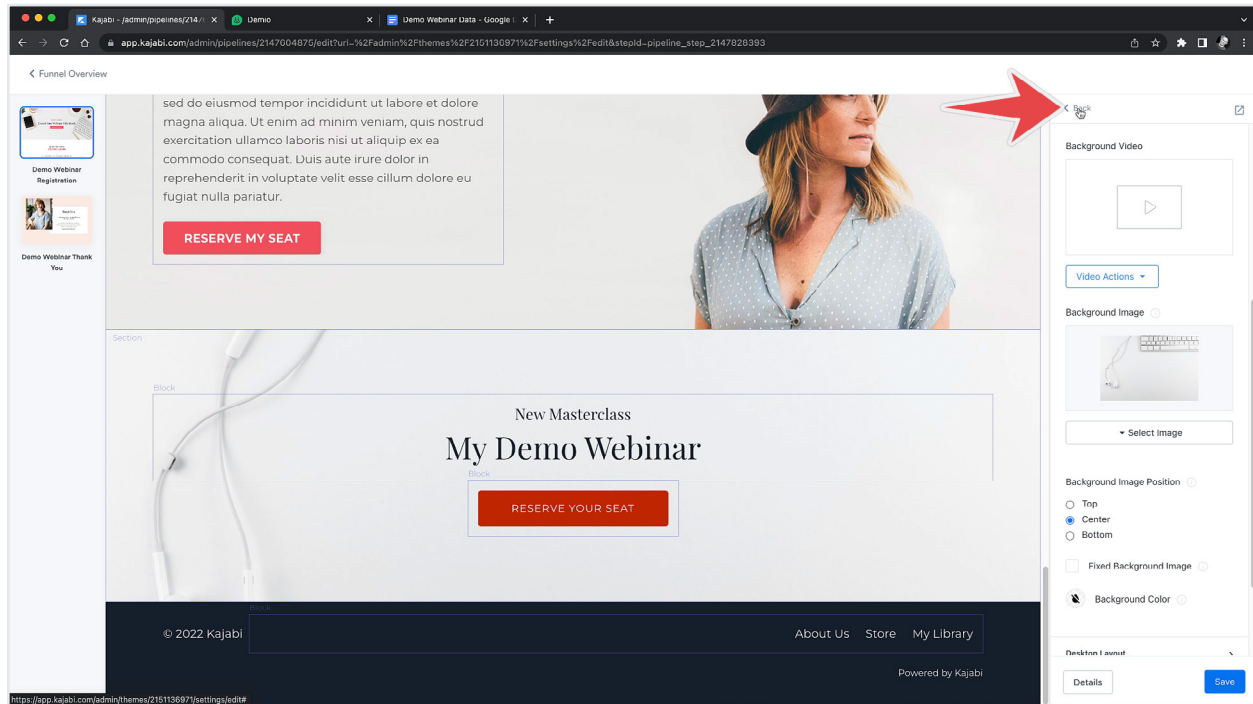 Kajabi - /admin/pipelines/2147
Demio
Demo Webinar Data - Google
app.kajabi.com/admin/pipelines/2147604875/edit?url=%2Fadmin%2Fthemes%2F2151136971%2Fsettings%2Fedit&stepId=pipeline_step_2147828393
Funnel Overview
Demo Webinar
Registration
Demo Webinar Thank
You
sed do eiusmod tempor incididunt ut labore et dolore
magna aliqua. Ut enim ad minim veniam, quis nostrud
exercitation ullamco laboris nisi ut aliquip ex ea
commodo consequat. Duis aute irure dolor in
reprehenderit in voluptate velit esse cillum dolore eu
fugiat nulla pariatur.
RESERVE MY SEAT
Section
Block
New Masterclass
My Demo Webinar
Block
RESERVE YOUR SEAT
Block
© 2022 Kajabi
About Us Store My Library
Powered by Kajabi
Back
Background Video
Video Actions
Background Image
Select Image
Background Image Position
Top
Center
Bottom
Fixed Background Image
Background Color
Desktop Layout
Details
Save
https://app.kajabi.com/admin/themes/2151136971/settings/edit#